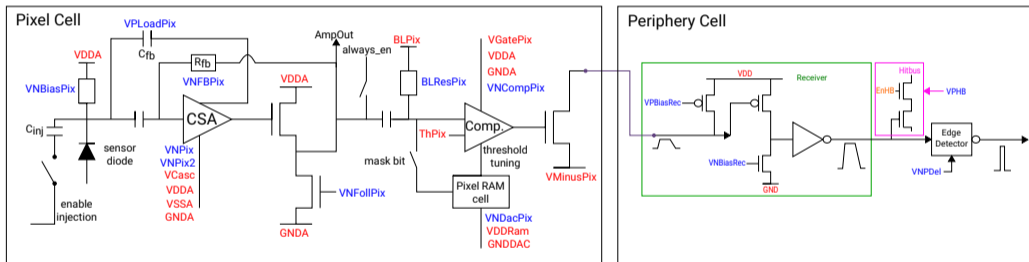 Pixel Cell
VPLoadPix
Cfb
VDDA
VNBiasPix
Cinj
sensor
diode
enable
injection
Rfb
VNFBPix
CSA
VNPix
VNPix2
VCasc
VDDA
VSSA
GNDA
AmpOut
always_en
VDDA
VNFollPix
GNDA
BLPix
BLResPix
mask bit
VGatePix
VDDA
GNDA
VNCompPix
ThPix
Comp.
threshold
tuning
Pixel RAM
cell
VNDacPix
VDDRam
GNDDAC
VMinusPix
Periphery Cell
VDD
Receiver
VPBiasRec
VNBiasRec
GND
Hitbus
EnHB
VPHB
Edge
Detector
VNPDel